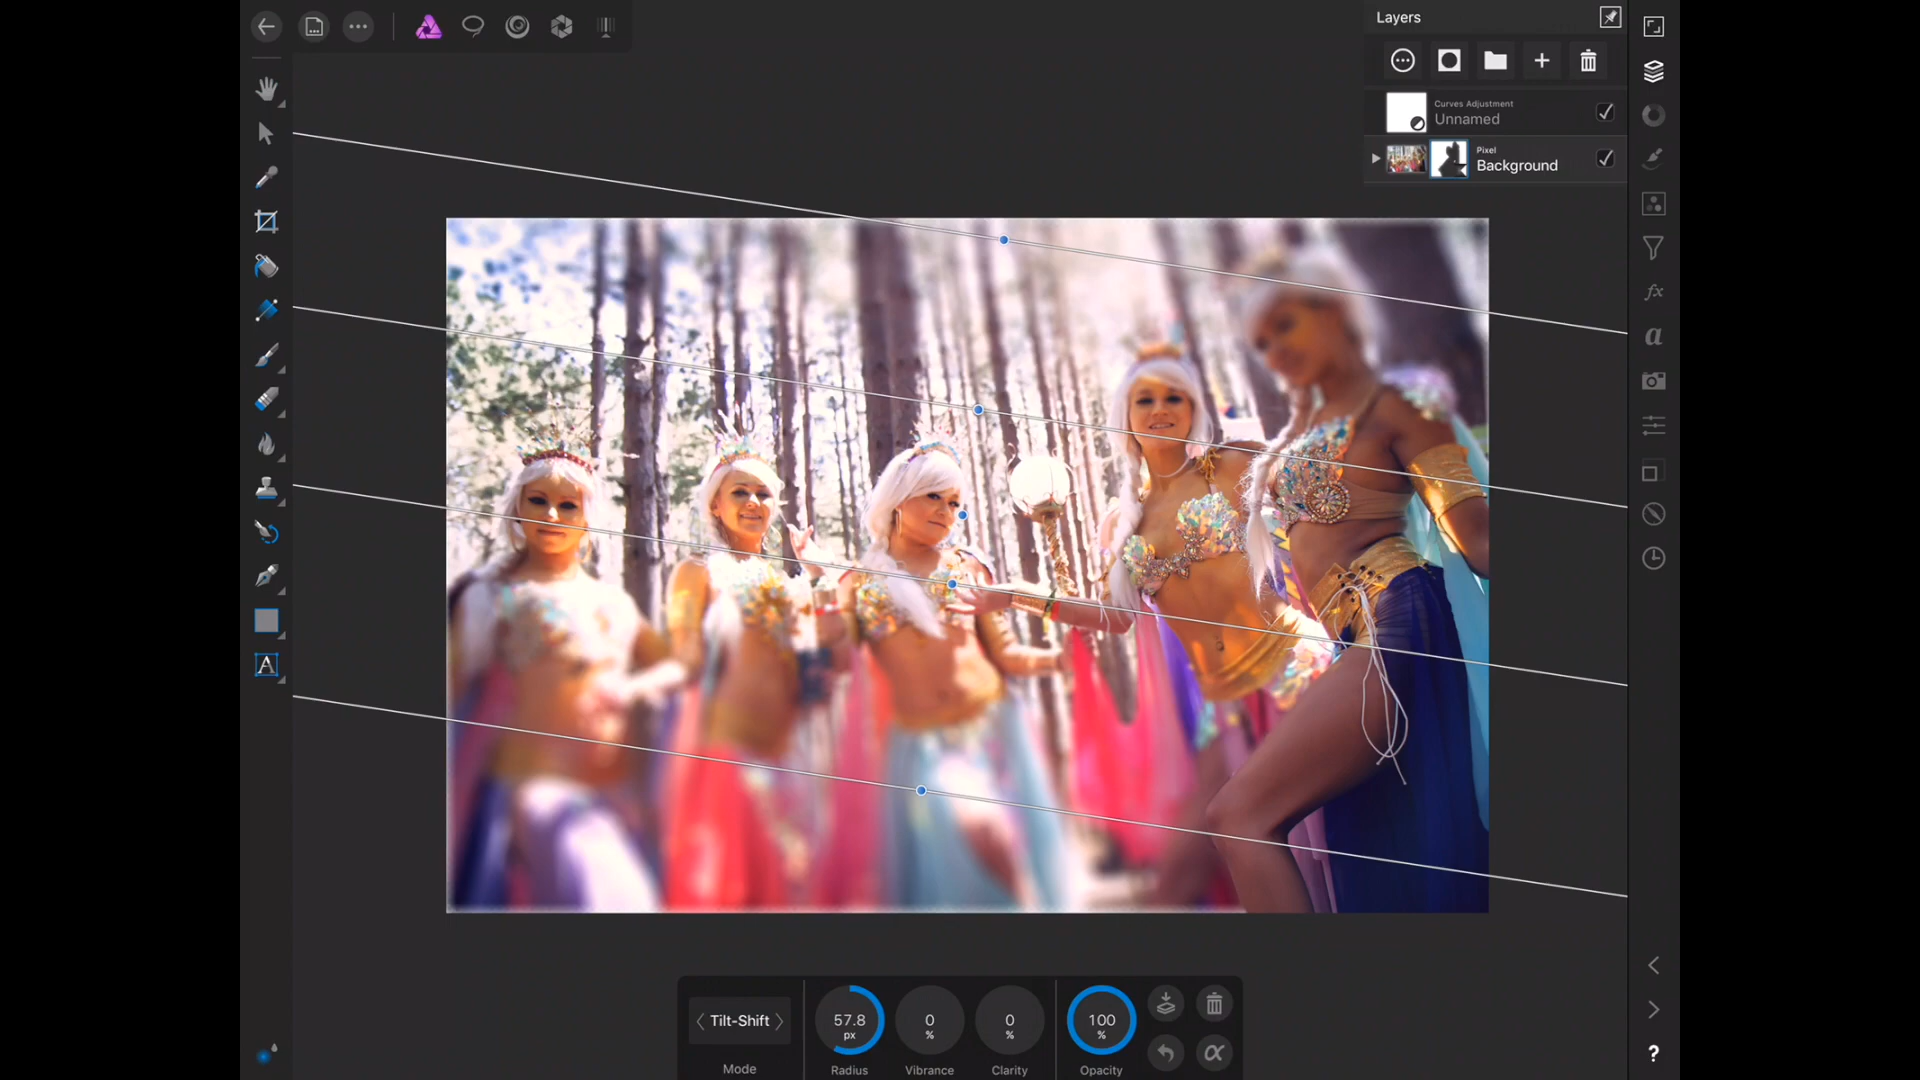 Layers
Curves Adjustment
Unnamed
Pixel
Background
fx
a
A
Tilt-Shift
Mode
57.8
px
Radius
0
%
Vibrance
0
%
Clarity
100
%
Opacity
α
?